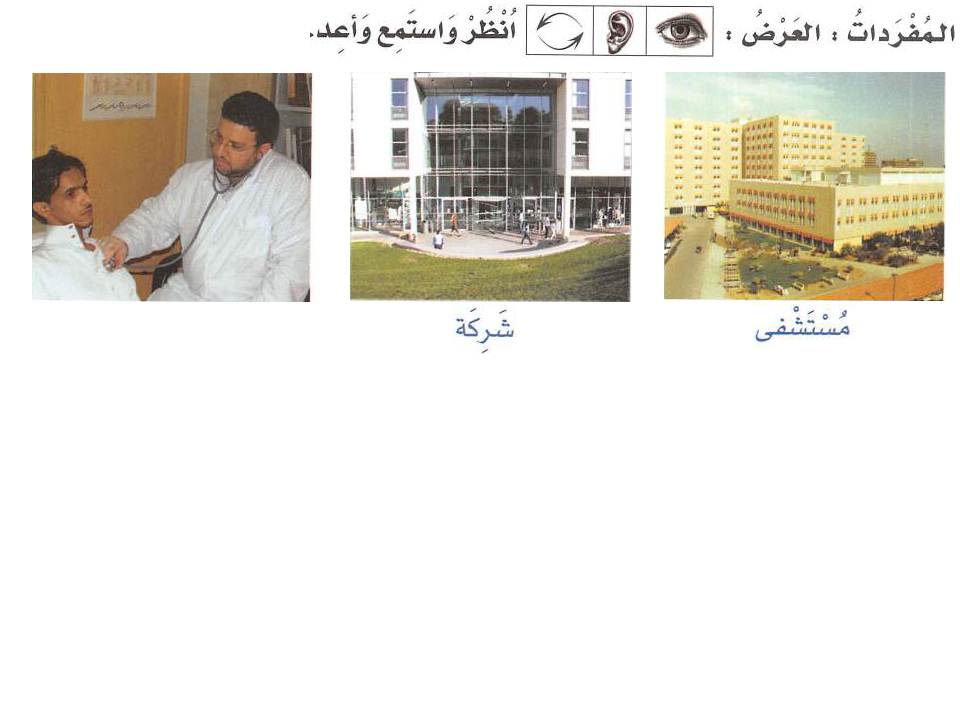 المُفْرَداتُ : العَرْضُ : اُنْظُرْ وَاستَمِع وَأعِد.
مُسْتَشْفى
شَرِكَة